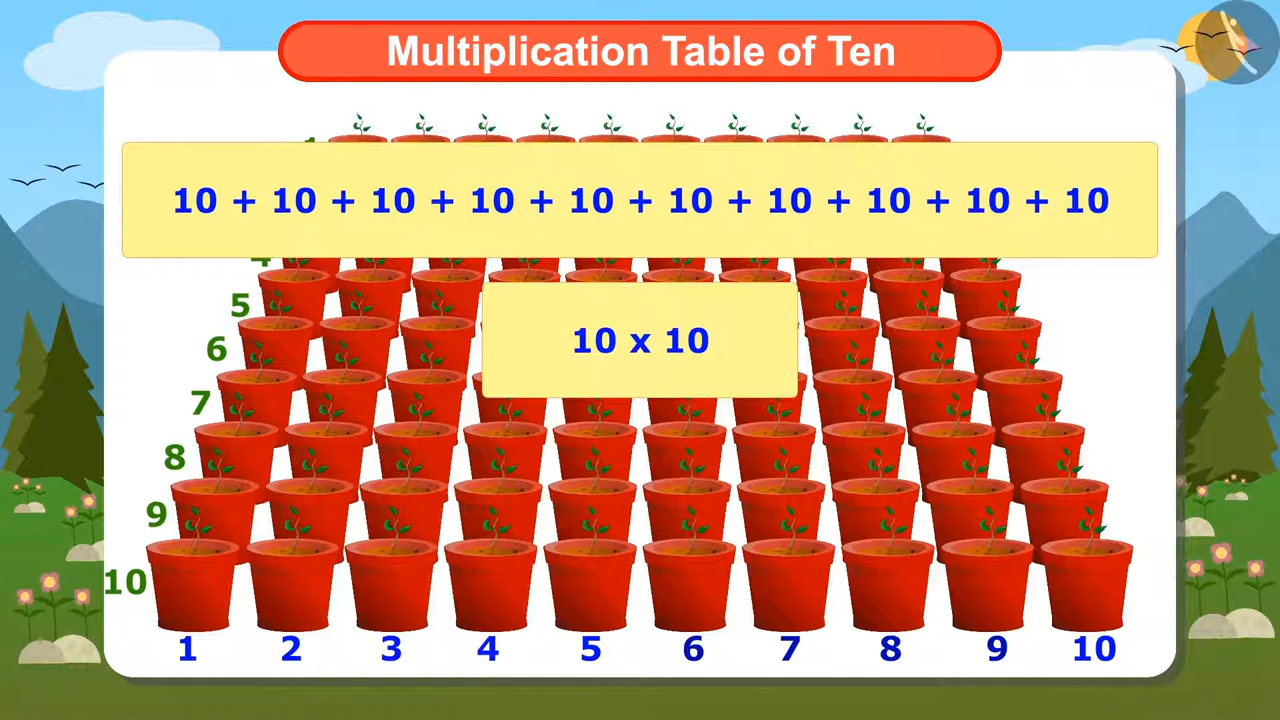 Multiplication Table of Ten
10 + 10 + 10 + 10 + 10 + 10 + 10 + 10 + 10 + 10
10 x 10
5
6
7
8
9
10
1 2 3 4 5 6 7 8 9 10